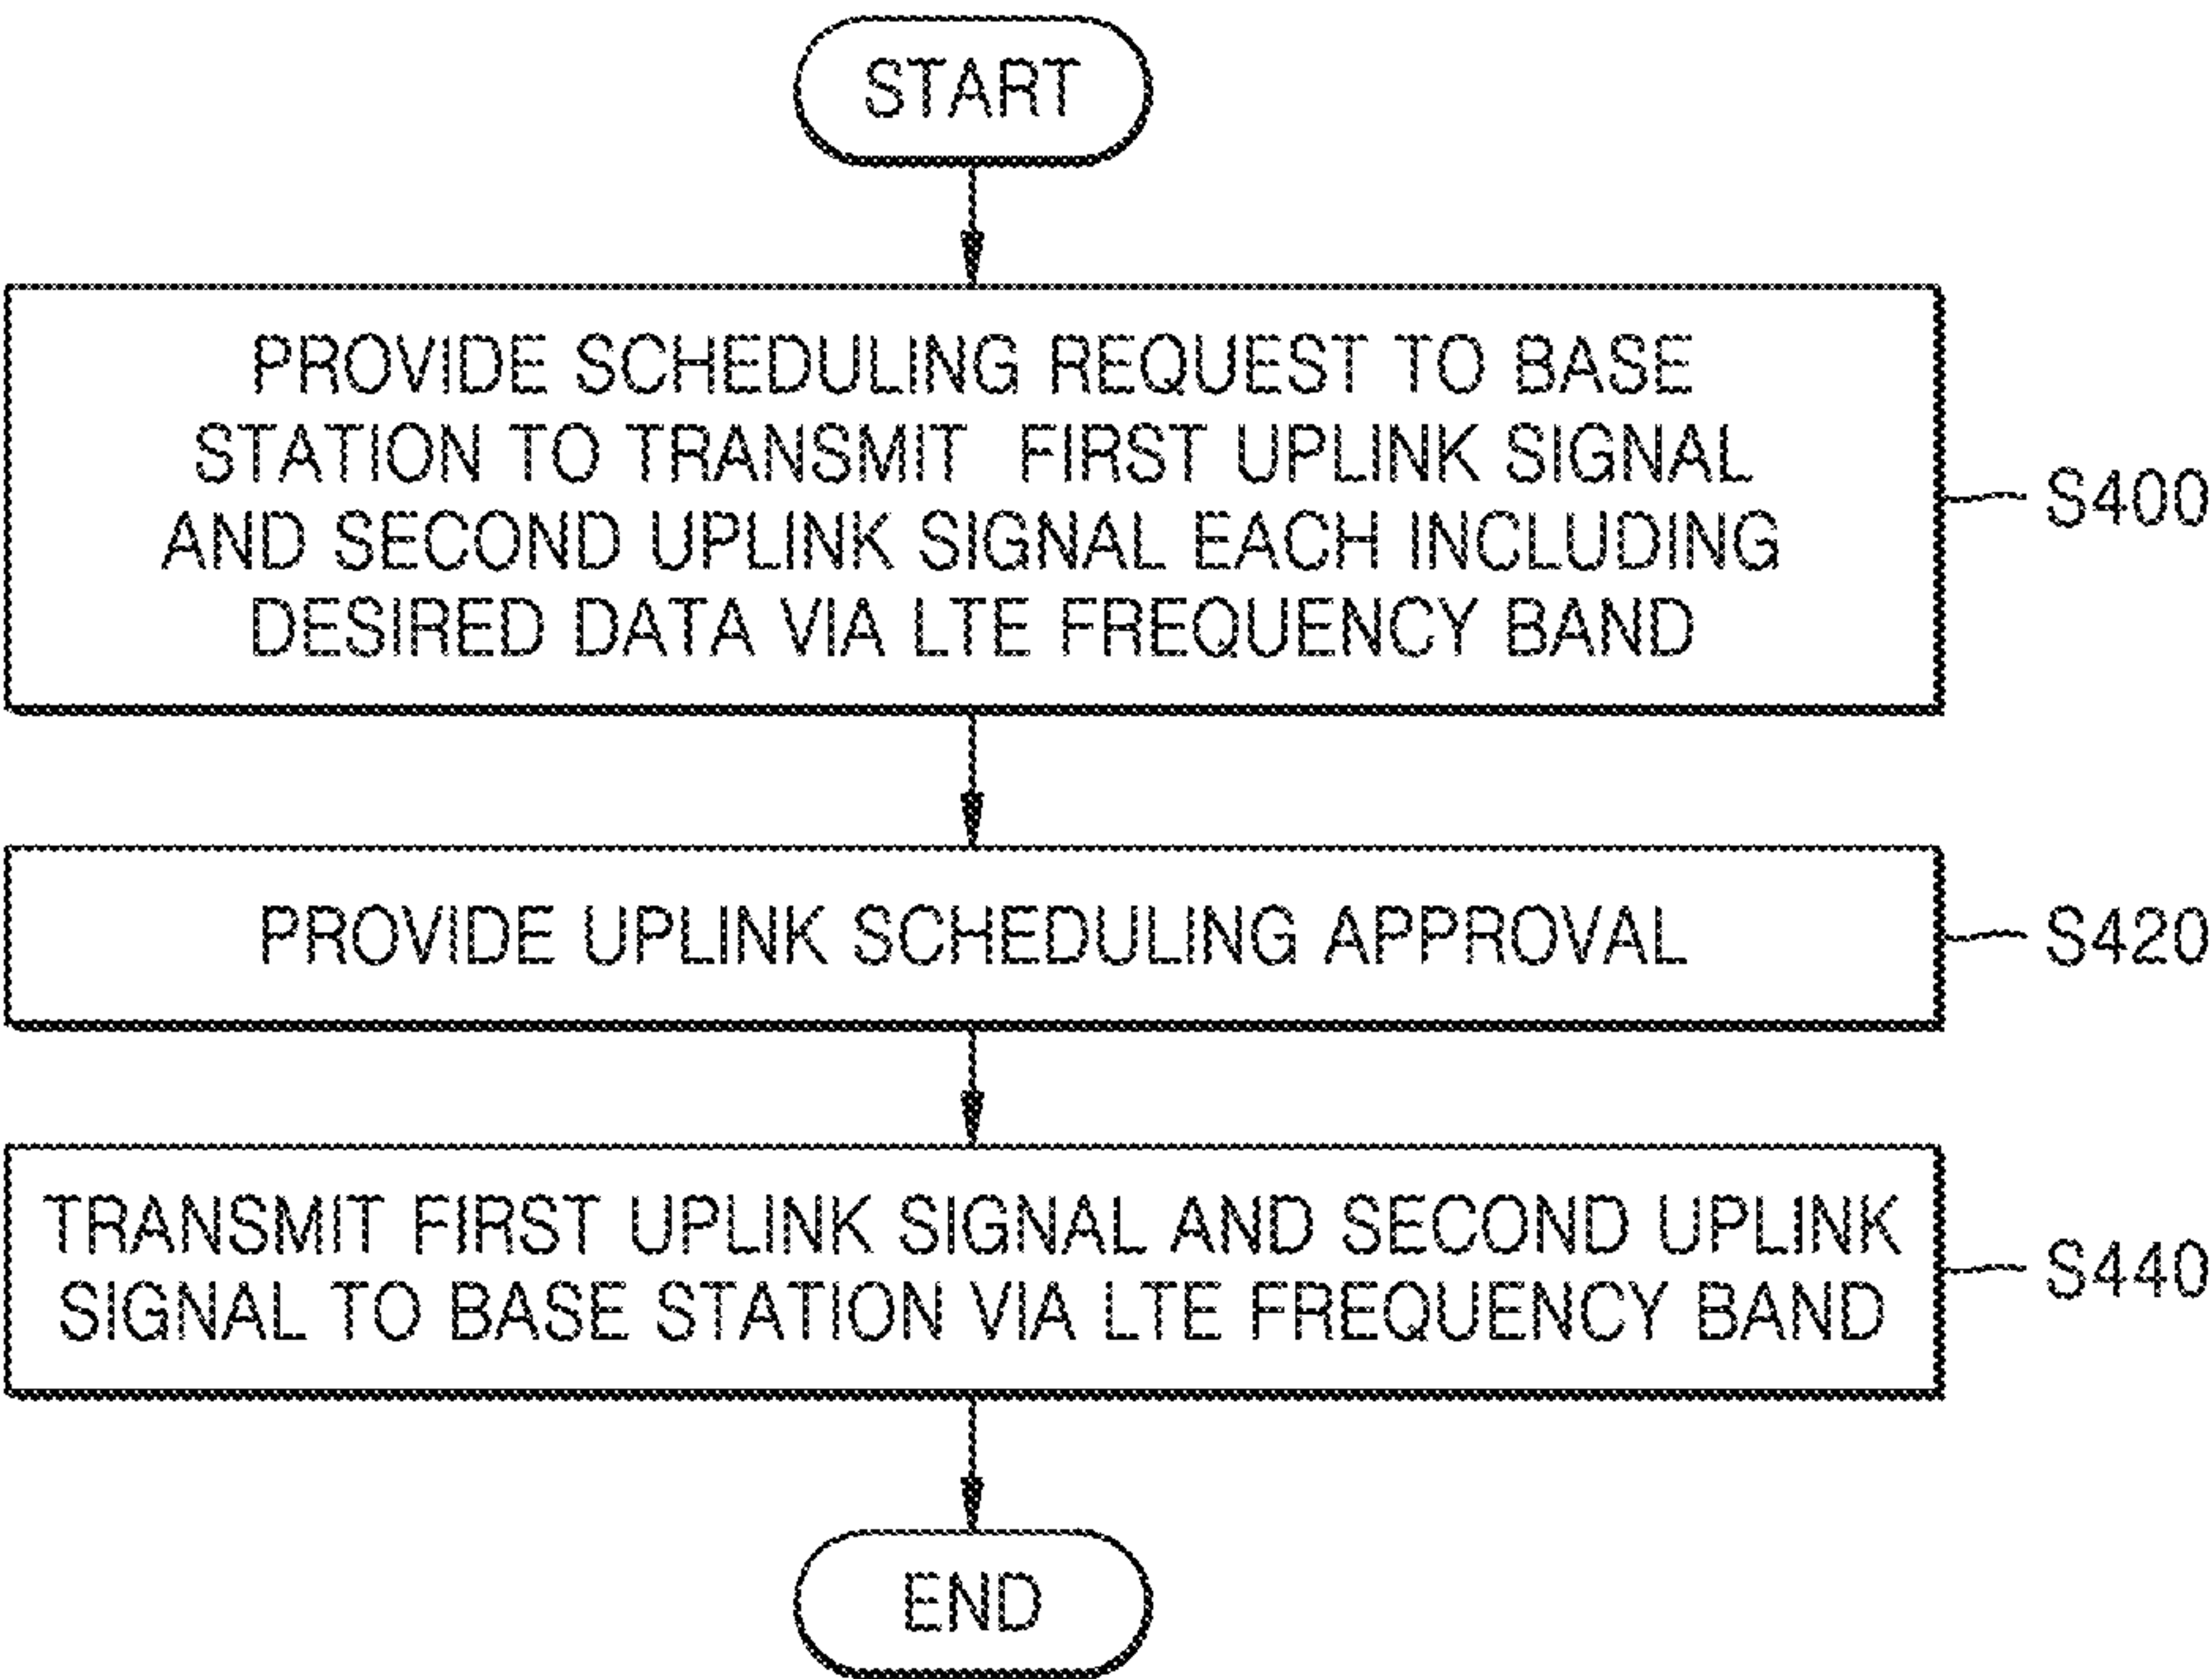 START
PROVIDE SCHEDULING REQUEST TO BASE
STATION TO TRANSMIT FIRST UPLINK SIGNAL
AND SECOND UPLINK SIGNAL EACH INCLUDING
DESIRED DATA VIA LTE FREQUENCY BAND
S400
PROVIDE UPLINK SCHEDULING APPROVAL
S420
TRANSMIT FIRST UPLINK SIGNAL AND SECOND UPLINK
SIGNAL TO BASE STATION VIA LTE FREQUENCY BAND
S440
END